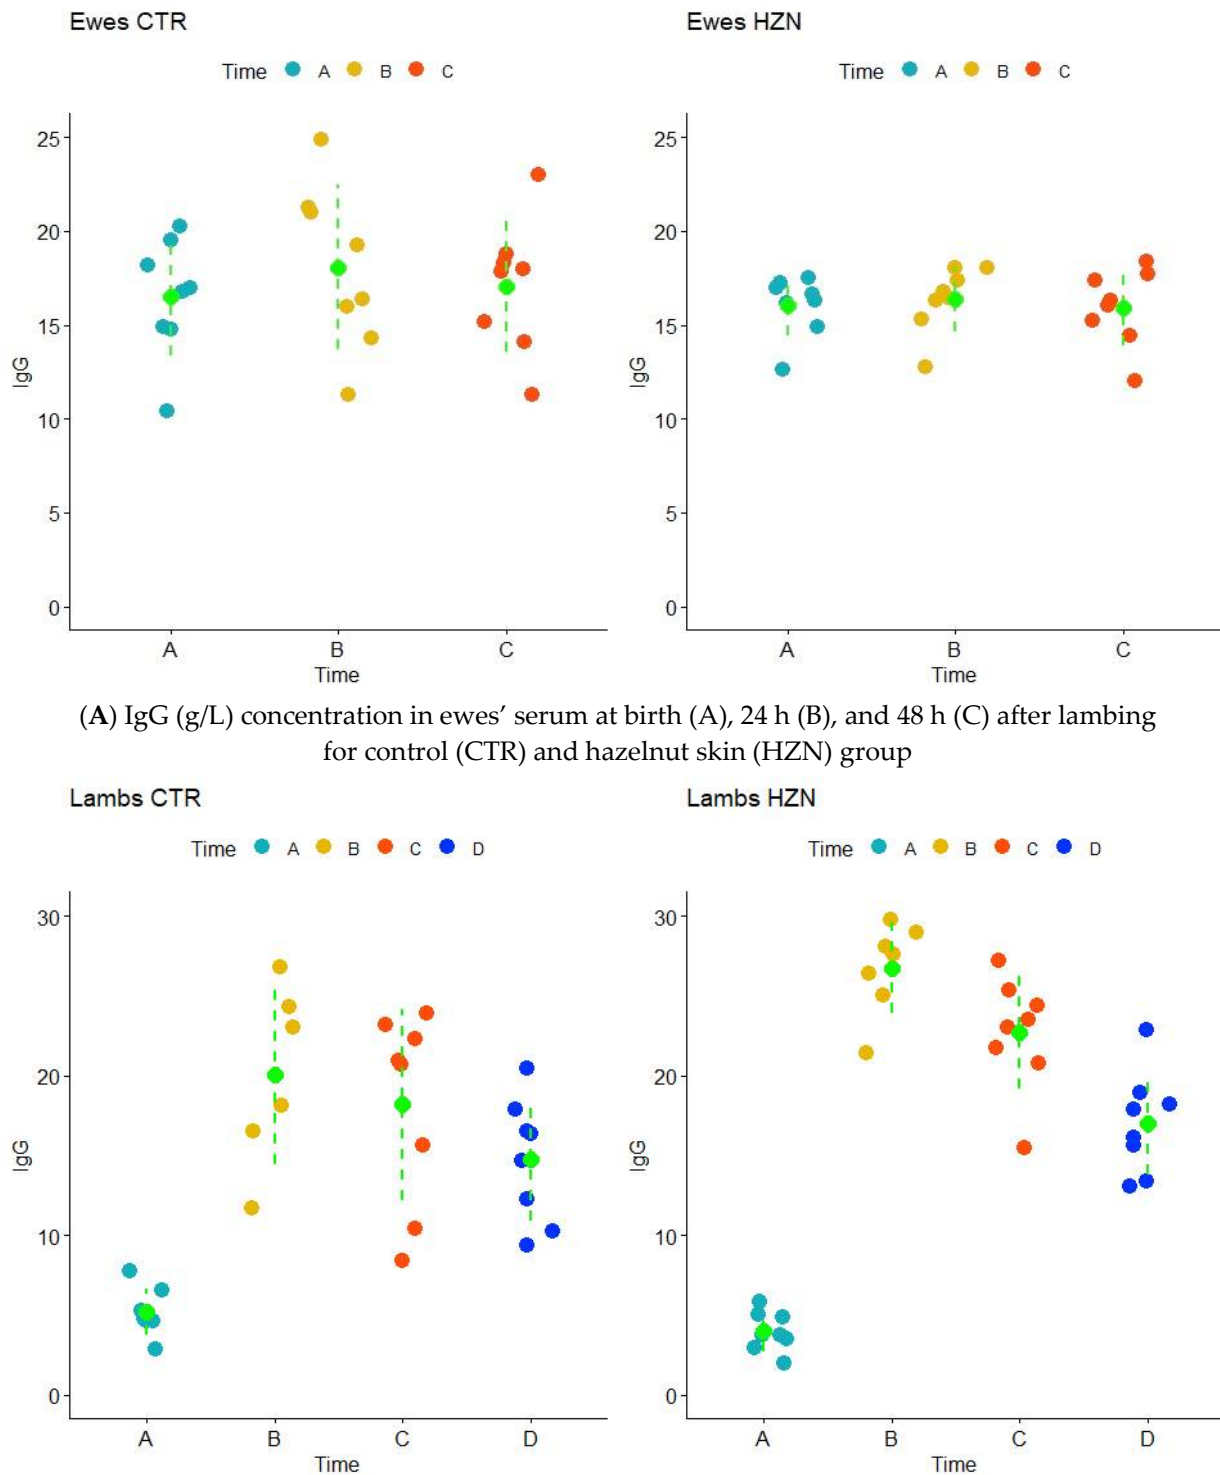 Ewes CTR
Time A B C
25
20
15
10
5
0
IgG
A B C
Time
Ewes HZN
Time A B C
25
20
15
10
5
0
IgG
A B C
Time
(A) IgG (g/L) concentration in ewes’ serum at birth (A), 24 h (B), and 48 h (C) after lambing
for control (CTR) and hazelnut skin (HZN) group
Lambs CTR
Time A B C D
30
20
10
0
IgG
A B C D
Time
Lambs HZN
Time A B C D
30
20
10
0
IgG
A B C D
Time